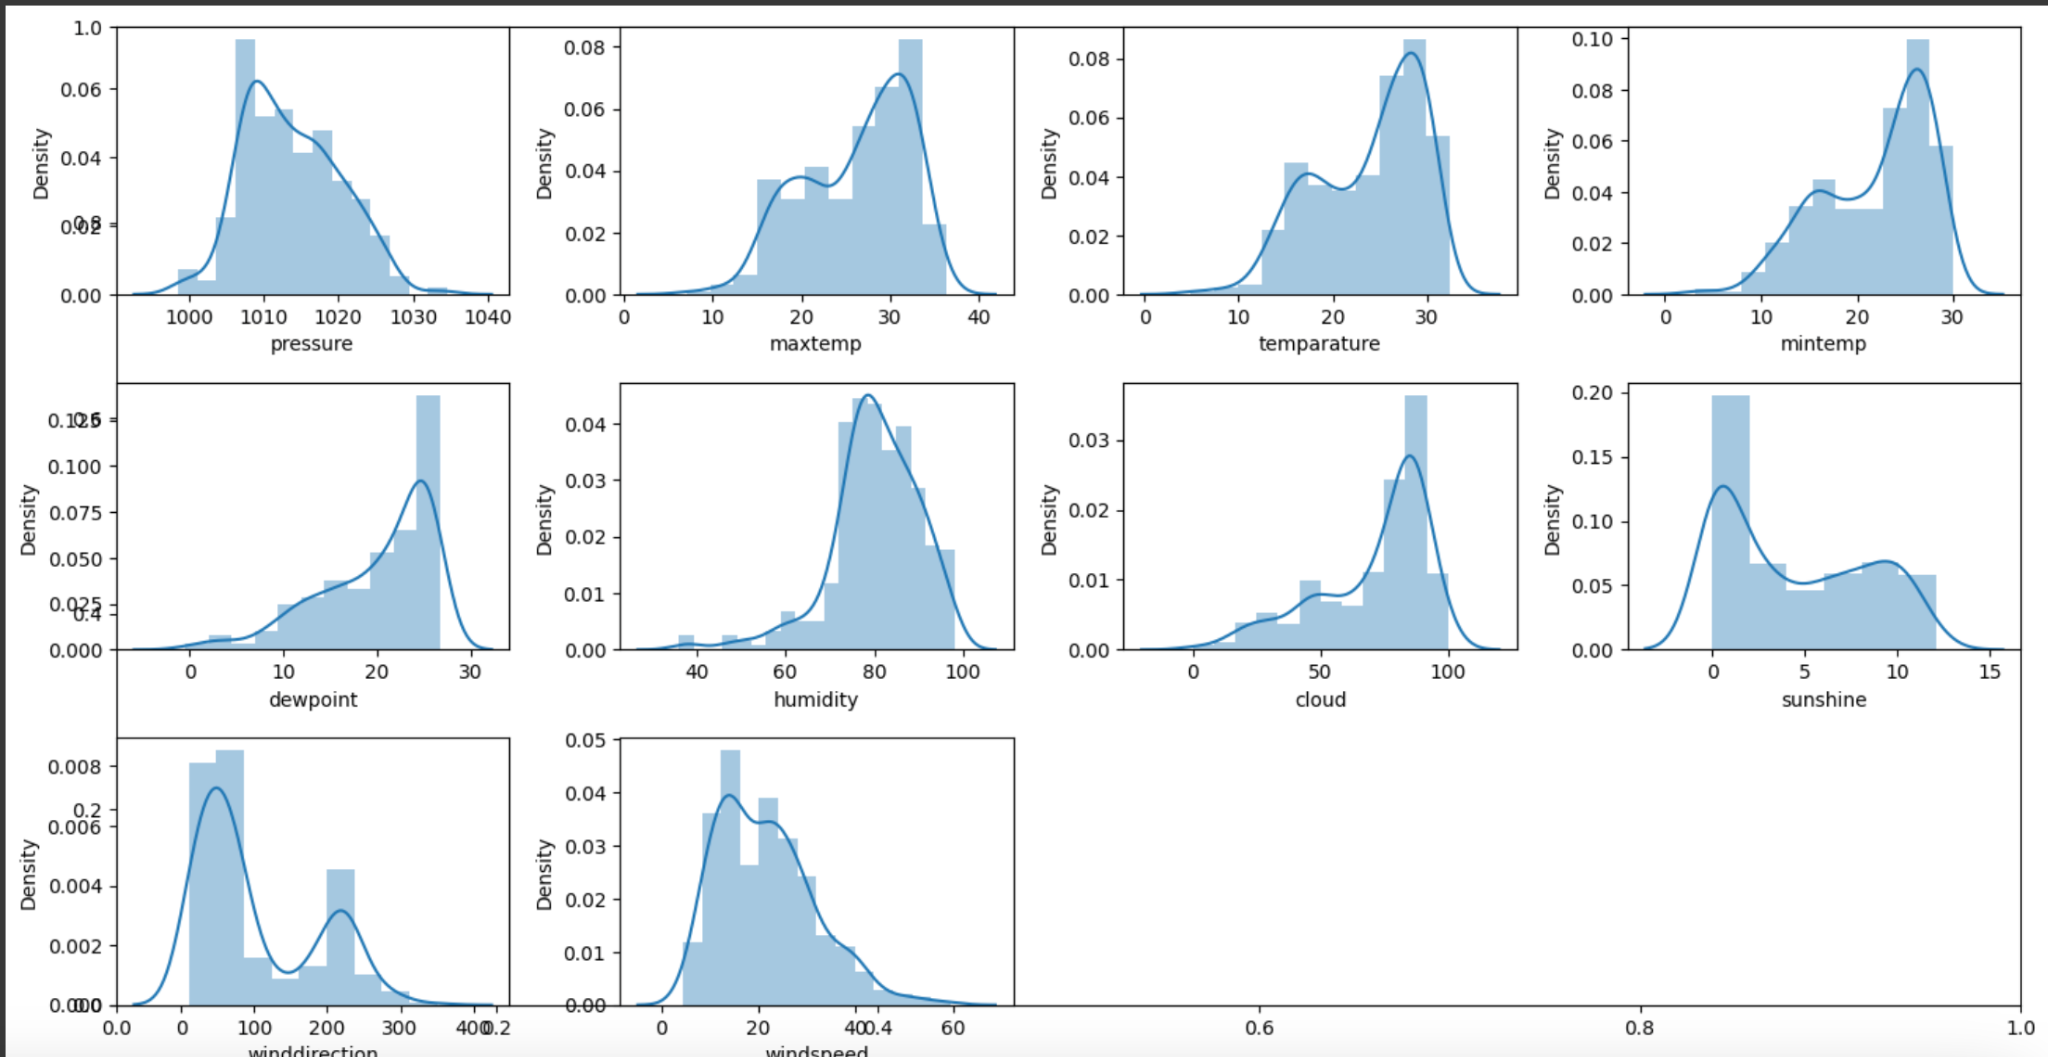 1.0
0.06
0.04
0.02
0.8
0.00
Density
1000 1010 1020 1030 1040
pressure
0.08
0.06
0.04
0.02
0.00
Density
0 10 20 30 40
maxtemp
0.08
0.06
0.04
0.02
0.00
Density
0 10 20 30
temparature
0.10
0.08
0.06
0.04
0.02
0.00
Density
0 10 20 30
mintemp
0.125
0.6
0.100
0.075
0.050
0.025
0.4
0.000
Density
0 10 20 30
dewpoint
0.04
0.03
0.02
0.01
0.00
Density
40 60 80 100
humidity
0.03
0.02
0.01
0.00
Density
0 50 100
cloud
0.20
0.15
0.10
0.05
0.00
Density
0 5 10 15
sunshine
0.008
0.2
0.006
0.004
0.002
0.000
0.0
Density
0.0 0 100 200 300 400 0.2
winddirection
0.05
0.04
0.03
0.02
0.01
0.00
Density
0 20 40 0.4 60
windspeed
0.6 0.8 1.0